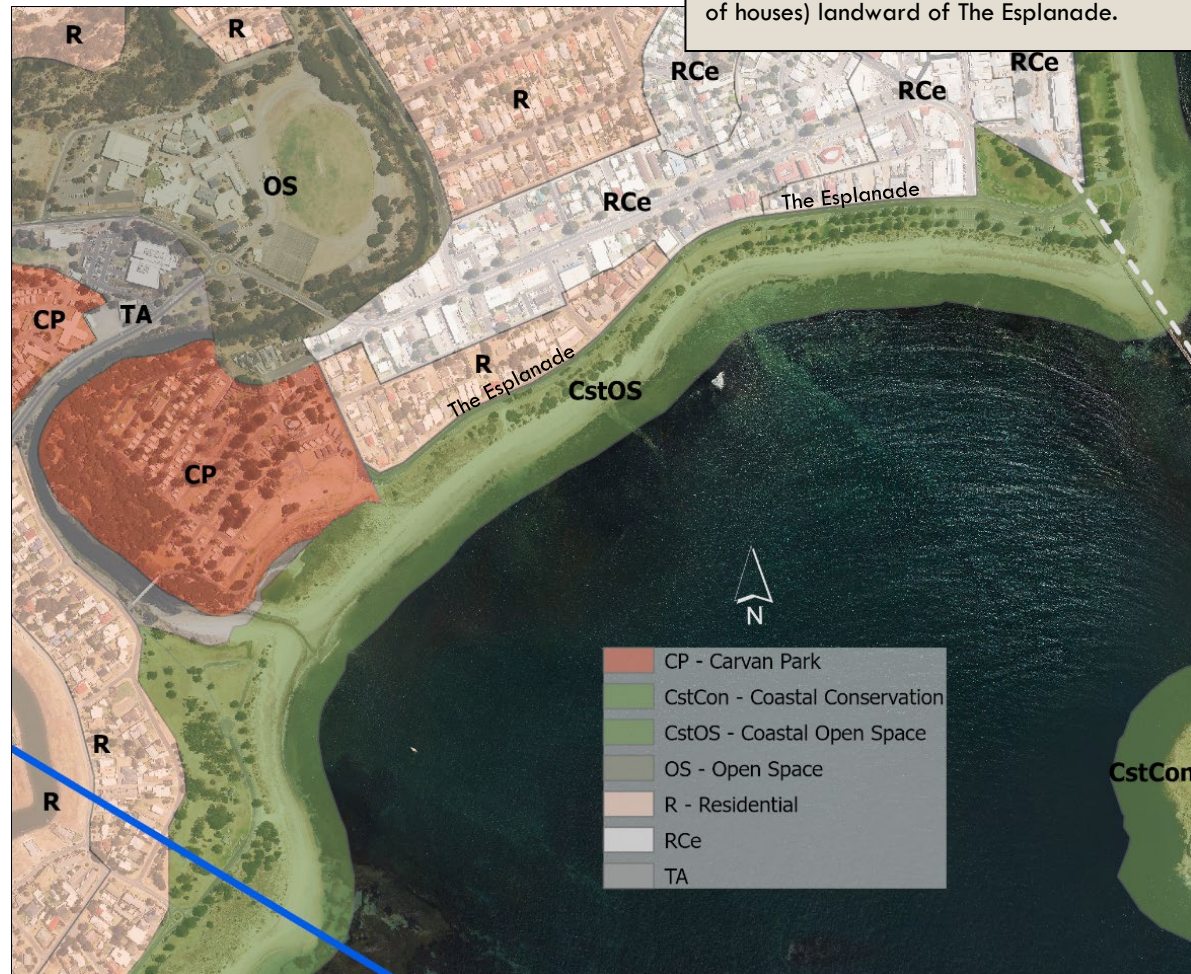 of houses) landward of The Esplanade.
R
R
RCe
RCe
RCe
R
OS
The Esplanade
RCe
CP
TA
R
The Esplanade
CstOS
CP
N
CP - Carvan Park
CstCon - Coastal Conservation
CstOS - Coastal Open Space
OS - Open Space
R - Residential
RCe
TA
R
CstCon
R